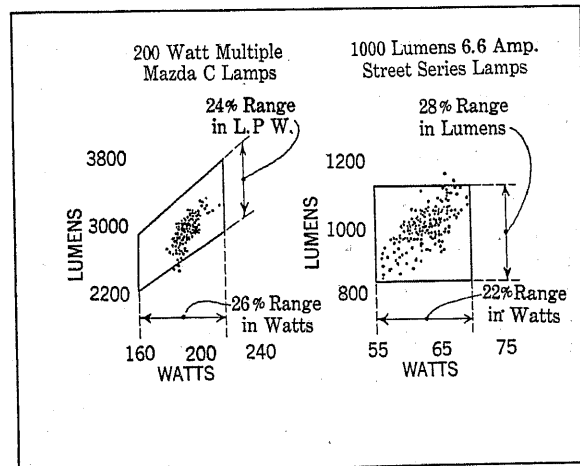 200 Watt Multiple
Mazda C Lamps
24% Range
in L.P W.
3800
3000
2200
LUMENS
26% Range
in Watts
160 200 240
WATTS
1000 Lumens 6.6 Amp.
Street Series Lamps
28% Range
in Lumens
1200
1000
800
LUMENS
22% Range
in Watts
55 65 75
WATTS